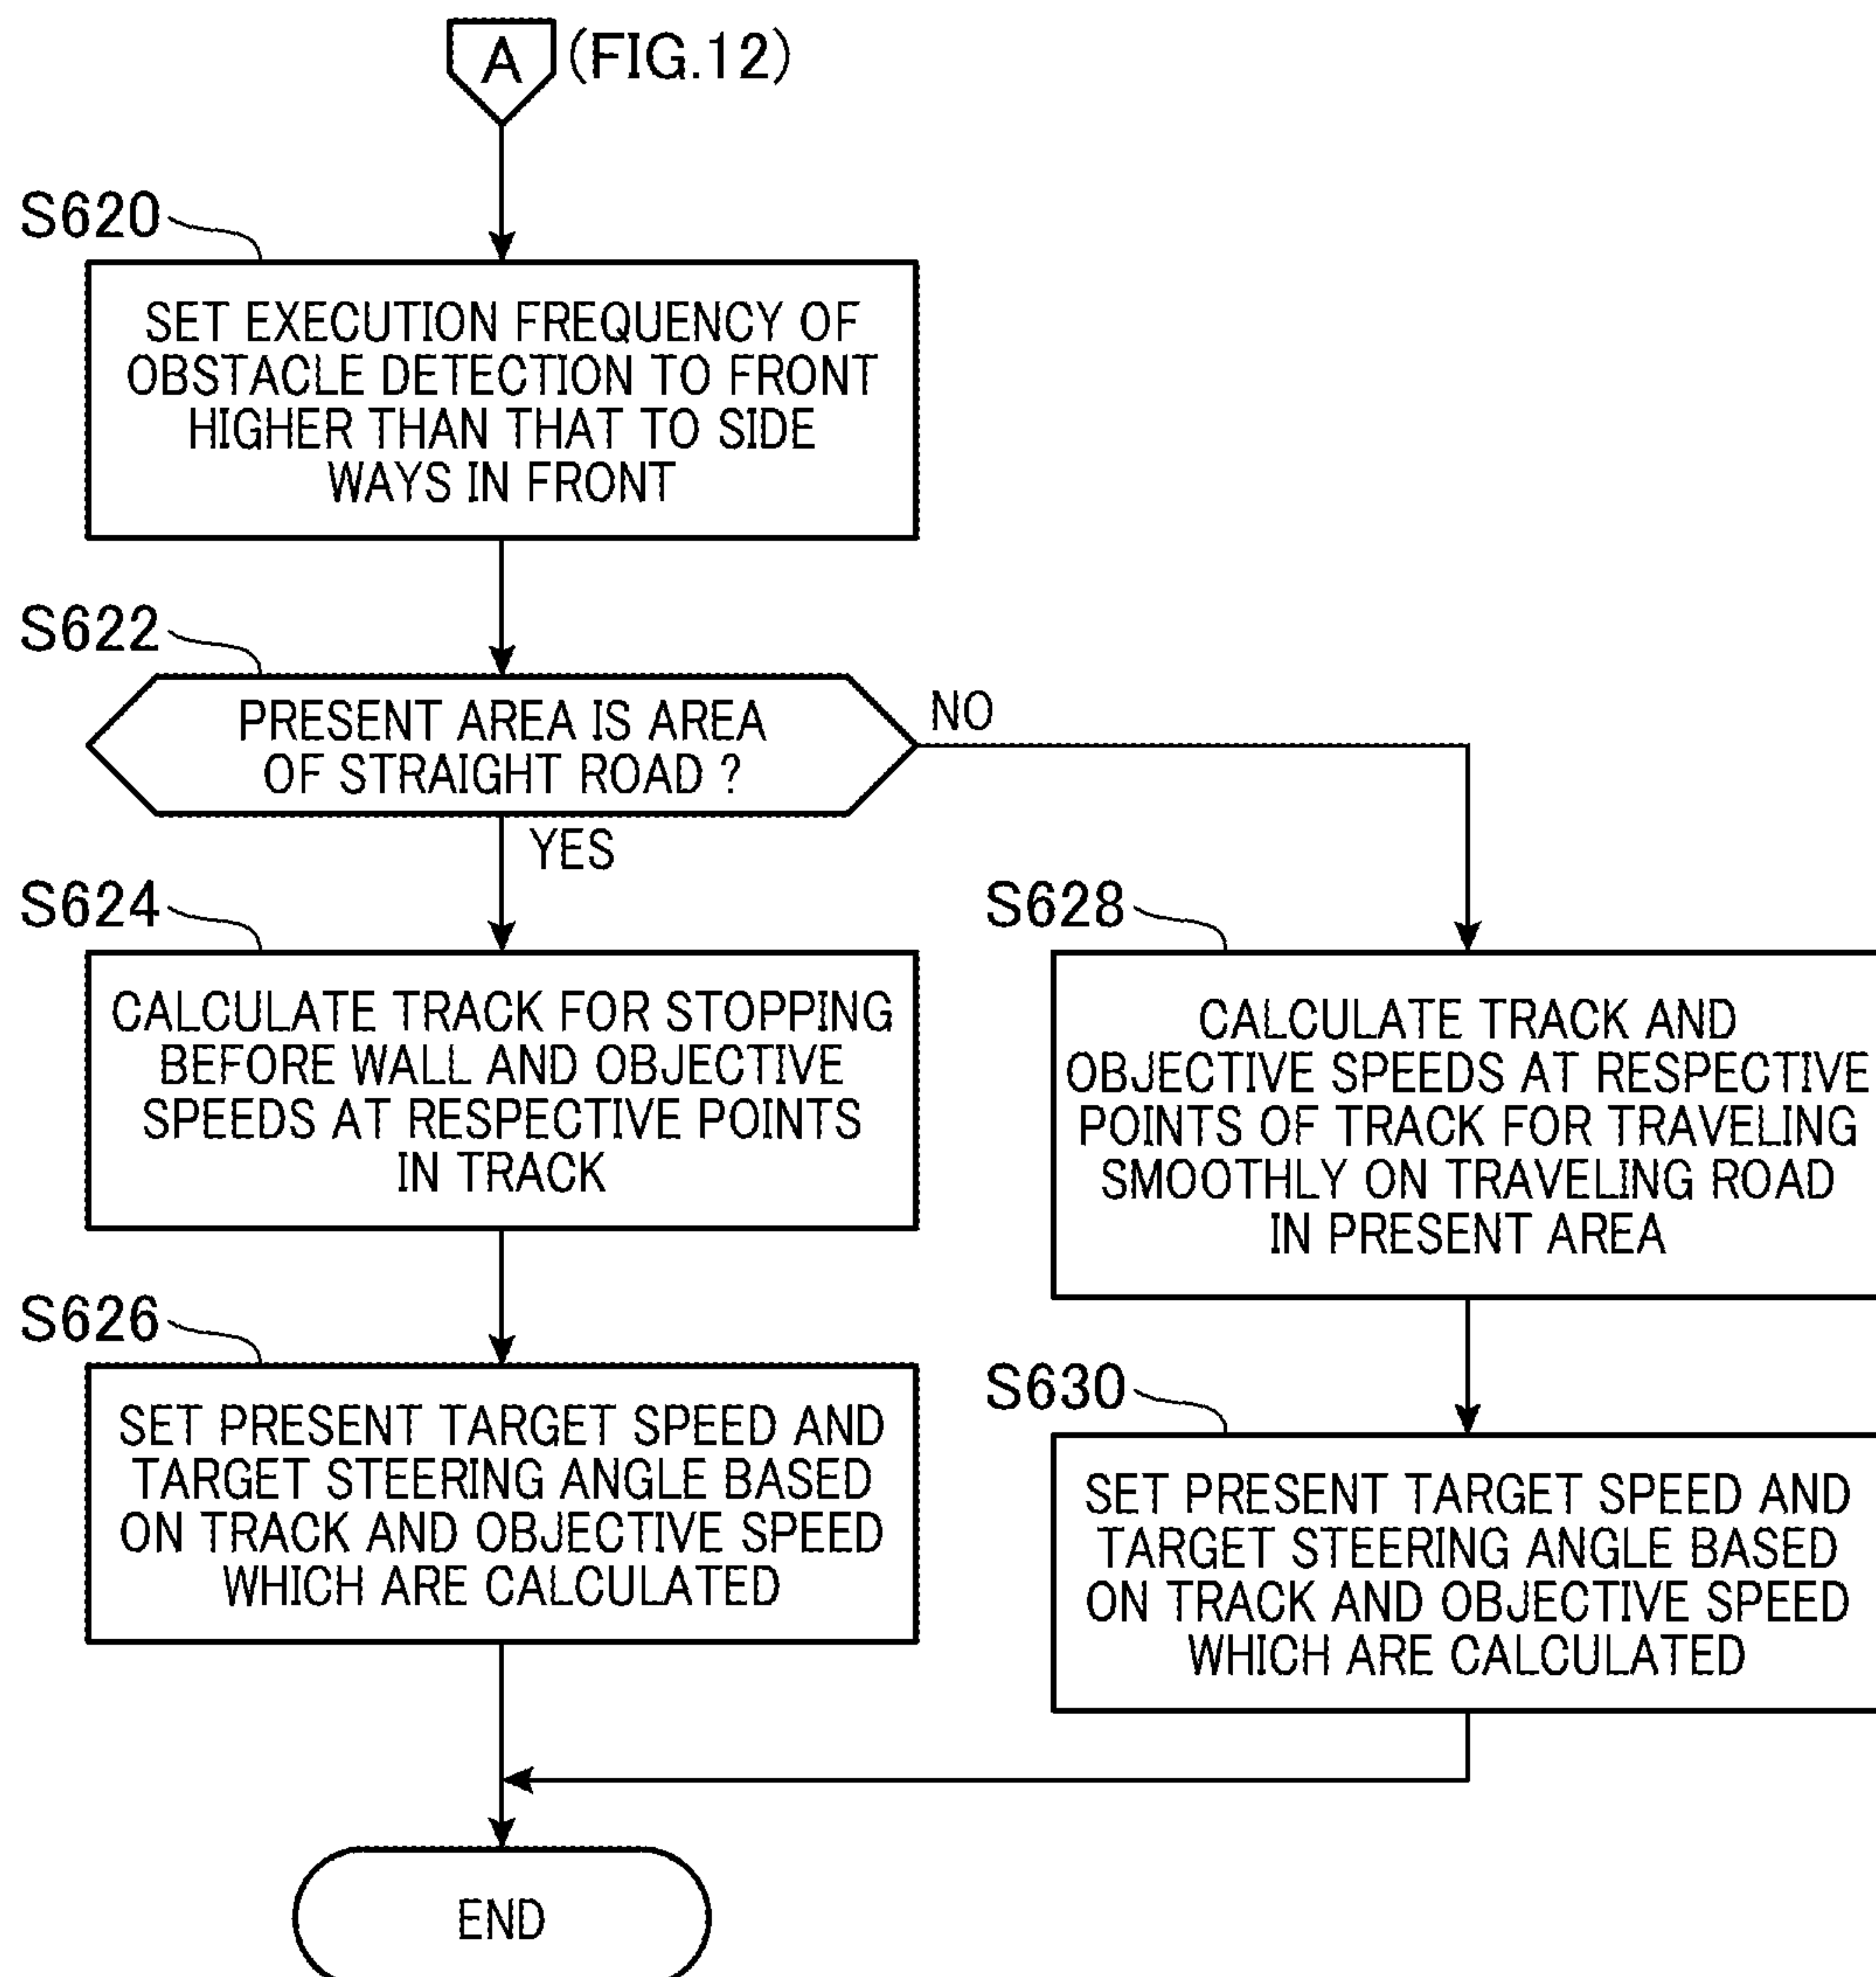 A (FIG.12)
S620
SET EXECUTION FREQUENCY OF
OBSTACLE DETECTION TO FRONT
HIGHER THAN THAT TO SIDE
WAYS IN FRONT
S622
PRESENT AREA IS AREA
OF STRAIGHT ROAD ?
NO
YES
S624
CALCULATE TRACK FOR STOPPING
BEFORE WALL AND OBJECTIVE
SPEEDS AT RESPECTIVE POINTS
IN TRACK
S628
CALCULATE TRACK AND
OBJECTIVE SPEEDS AT RESPECTIVE
POINTS OF TRACK FOR TRAVELING
SMOOTHLY ON TRAVELING ROAD
IN PRESENT AREA
S626
SET PRESENT TARGET SPEED AND
TARGET STEERING ANGLE BASED
ON TRACK AND OBJECTIVE SPEED
WHICH ARE CALCULATED
S630
SET PRESENT TARGET SPEED AND
TARGET STEERING ANGLE BASED
ON TRACK AND OBJECTIVE SPEED
WHICH ARE CALCULATED
END